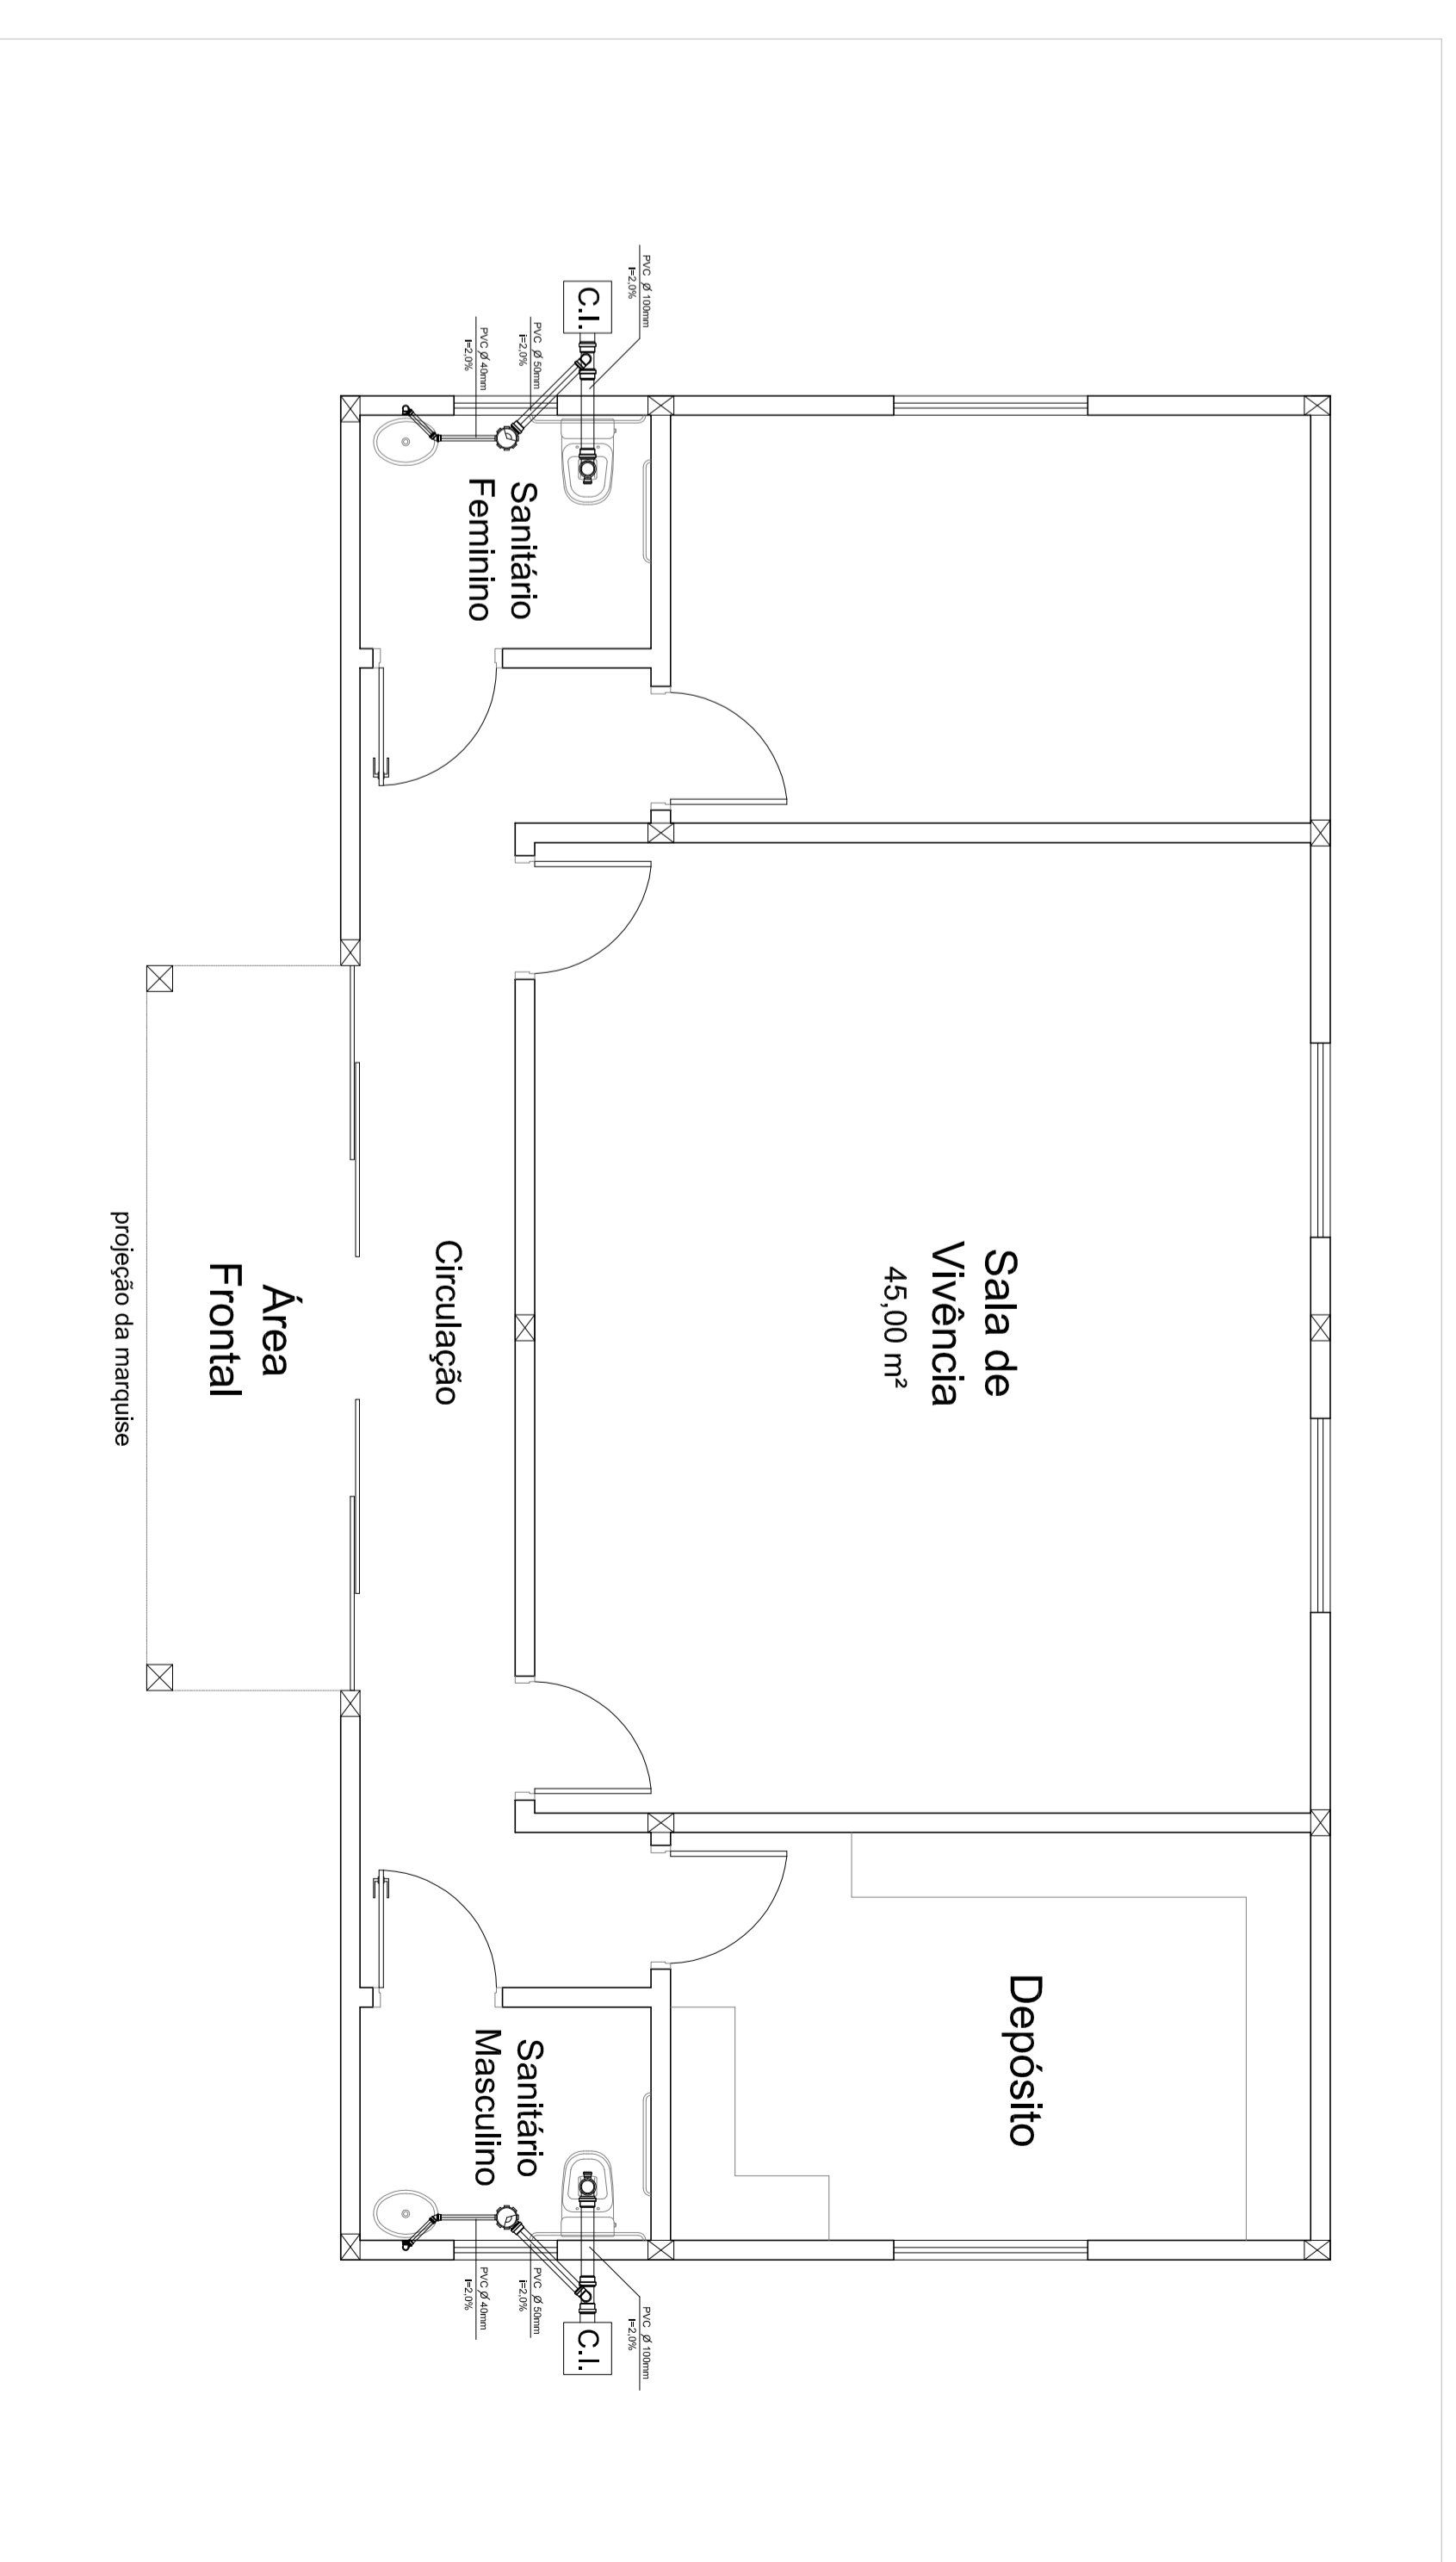 PVC Ø 100mm
I=2,0%
C.I.
PVC Ø 50mm
i=2,0%
PVC Ø 40mm
I=2,0%
Sanitário
Feminino
Sala de
Vivência
45,00 m²
Circulação
Área
Frontal
projeção da marquise
Depósito
Sanitário
Masculino
PVC Ø 100mm
I=2,0%
C.I.
PVC Ø 50mm
i=2,0%
PVC Ø 40mm
I=2,0%